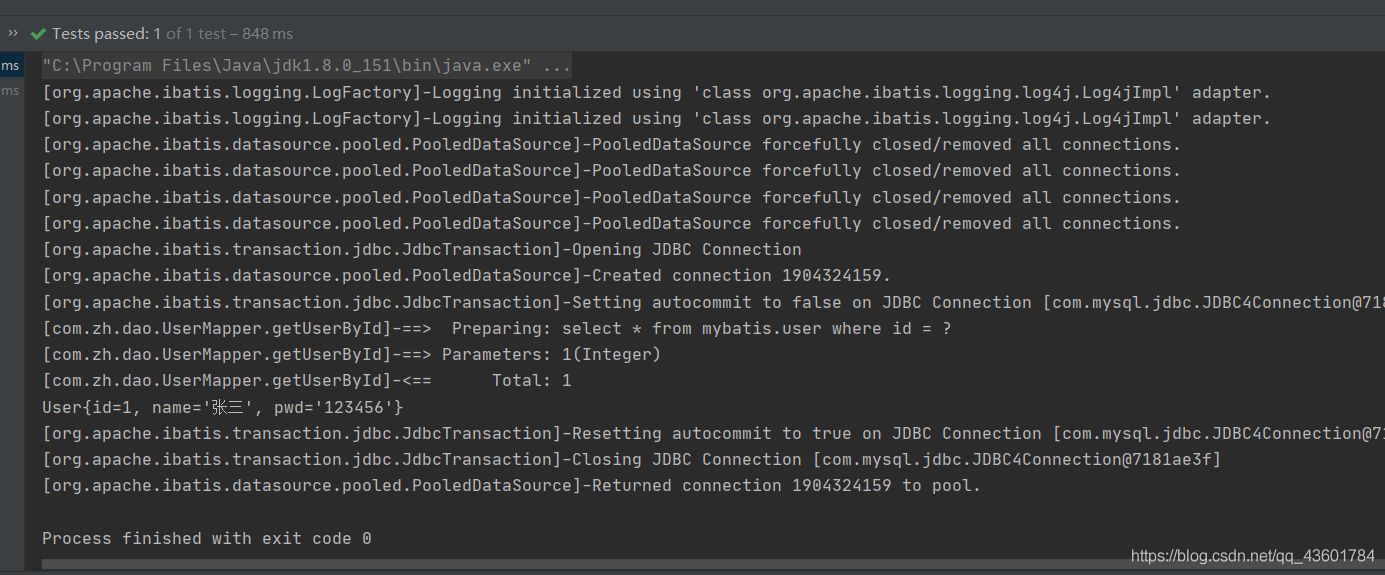 >> Tests passed: 1 of 1 test – 848 ms
ms
ms
"C:\Program Files\Java\jdk1.8.0_151\bin\java.exe" ...
[org.apache.ibatis.logging.LogFactory]-Logging initialized using 'class org.apache.ibatis.logging.log4j.Log4jImpl' adapter.
[org.apache.ibatis.logging.LogFactory]-Logging initialized using 'class org.apache.ibatis.logging.log4j.Log4jImpl' adapter.
[org.apache.ibatis.datasource.pooled.PooledDataSource]-PooledDataSource forcefully closed/removed all connections.
[org.apache.ibatis.datasource.pooled.PooledDataSource]-PooledDataSource forcefully closed/removed all connections.
[org.apache.ibatis.datasource.pooled.PooledDataSource]-PooledDataSource forcefully closed/removed all connections.
[org.apache.ibatis.datasource.pooled.PooledDataSource]-PooledDataSource forcefully closed/removed all connections.
[org.apache.ibatis.transaction.jdbc.JdbcTransaction]-Opening JDBC Connection
[org.apache.ibatis.datasource.pooled.PooledDataSource]-Created connection 1904324159.
[org.apache.ibatis.transaction.jdbc.JdbcTransaction]-Setting autocommit to false on JDBC Connection [com.mysql.jdbc.JDBC4Connection@718
[com.zh.dao.UserMapper.getUserById]-==>  Preparing: select * from mybatis.user where id = ?
[com.zh.dao.UserMapper.getUserById]-==> Parameters: 1(Integer)
[com.zh.dao.UserMapper.getUserById]-<==      Total: 1
User{id=1, name='张三', pwd='123456'}
[org.apache.ibatis.transaction.jdbc.JdbcTransaction]-Resetting autocommit to true on JDBC Connection [com.mysql.jdbc.JDBC4Connection@71
[org.apache.ibatis.transaction.jdbc.JdbcTransaction]-Closing JDBC Connection [com.mysql.jdbc.JDBC4Connection@7181ae3f]
[org.apache.ibatis.datasource.pooled.PooledDataSource]-Returned connection 1904324159 to pool.
Process finished with exit code 0
https://blog.csdn.net/qq_43601784